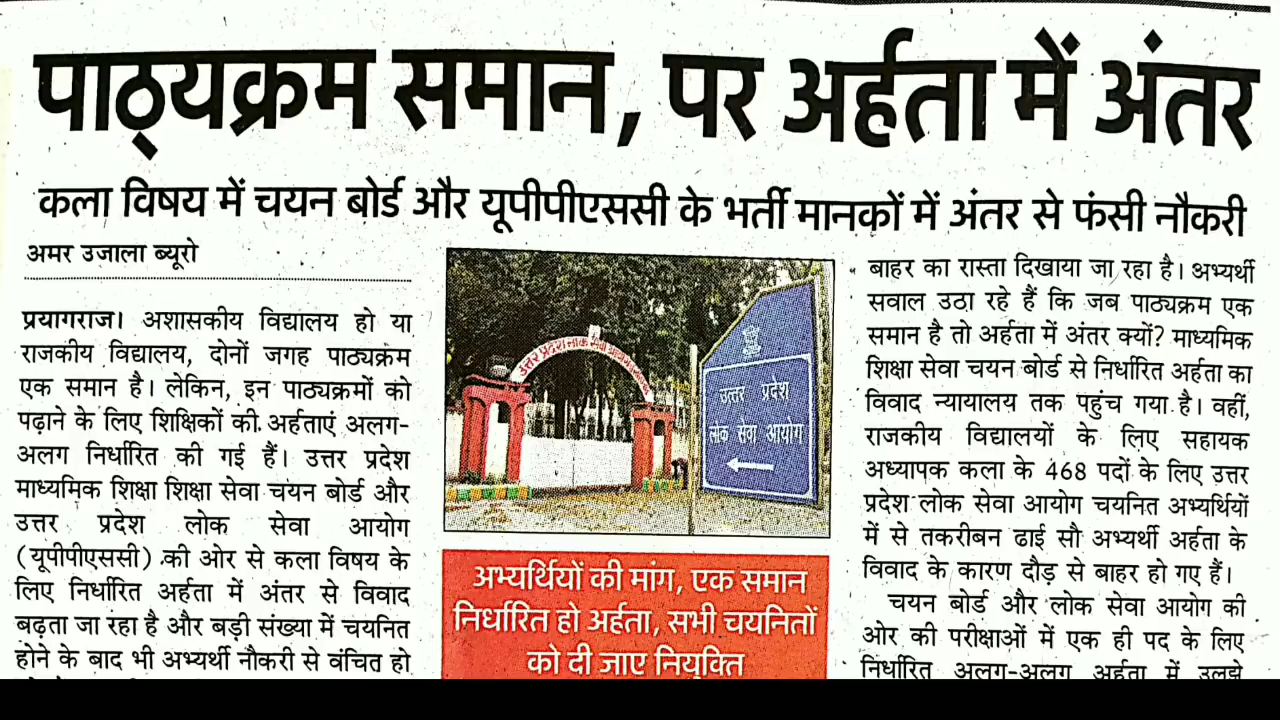 पाठ्यक्रम समान, पर अर्हता में अंतर
कला विषय में चयन बोर्ड और यूपीपीएससी के भर्ती मानकों में अंतर से फंसी नौकरी
अमर उजाला ब्यूरो
प्रयागराज। अशासकीय विद्यालय हो या
राजकीय विद्यालय, दोनों जगह पाठ्यक्रम
एक समान है। लेकिन, इन पाठ्यक्रमों को
पढ़ाने के लिए शिक्षिकों की अर्हताएं अलग-
अलग निर्धारित की गई हैं। उत्तर प्रदेश
माध्यमिक शिक्षा शिक्षा सेवा चयन बोर्ड और
उत्तर प्रदेश लोक सेवा आयोग
(यूपीपीएससी) की ओर से कला विषय के
लिए निर्धारित अर्हता में अंतर से विवाद
बढ़ता जा रहा है और बड़ी संख्या में चयनित
होने के बाद भी अभ्यर्थी नौकरी से वंचित हो
उत्तर प्रदेश लोक सेवा आयोग
उत्तर प्रदेश
लोक सेवा आयोग
अभ्यर्थियों की मांग, एक समान
निर्धारित हो अर्हता, सभी चयनितों
को दी जाए नियुक्ति
बाहर का रास्ता दिखाया जा रहा है। अभ्यर्थी
सवाल उठा रहे हैं कि जब पाठ्यक्रम एक
समान है तो अर्हता में अंतर क्यों? माध्यमिक
शिक्षा सेवा चयन बोर्ड से निर्धारित अर्हता का
विवाद न्यायालय तक पहुंच गया है। वहीं,
राजकीय विद्यालयों के लिए सहायक
अध्यापक कला के 468 पदों के लिए उत्तर
प्रदेश लोक सेवा आयोग चयनित अभ्यर्थियों
में से तकरीबन ढाई सौ अभ्यर्थी अर्हता के
विवाद के कारण दौड़ से बाहर हो गए हैं।
चयन बोर्ड और लोक सेवा आयोग की
ओर की परीक्षाओं में एक ही पद के लिए
निर्धारित अलग-अलग अर्हता में उलझे